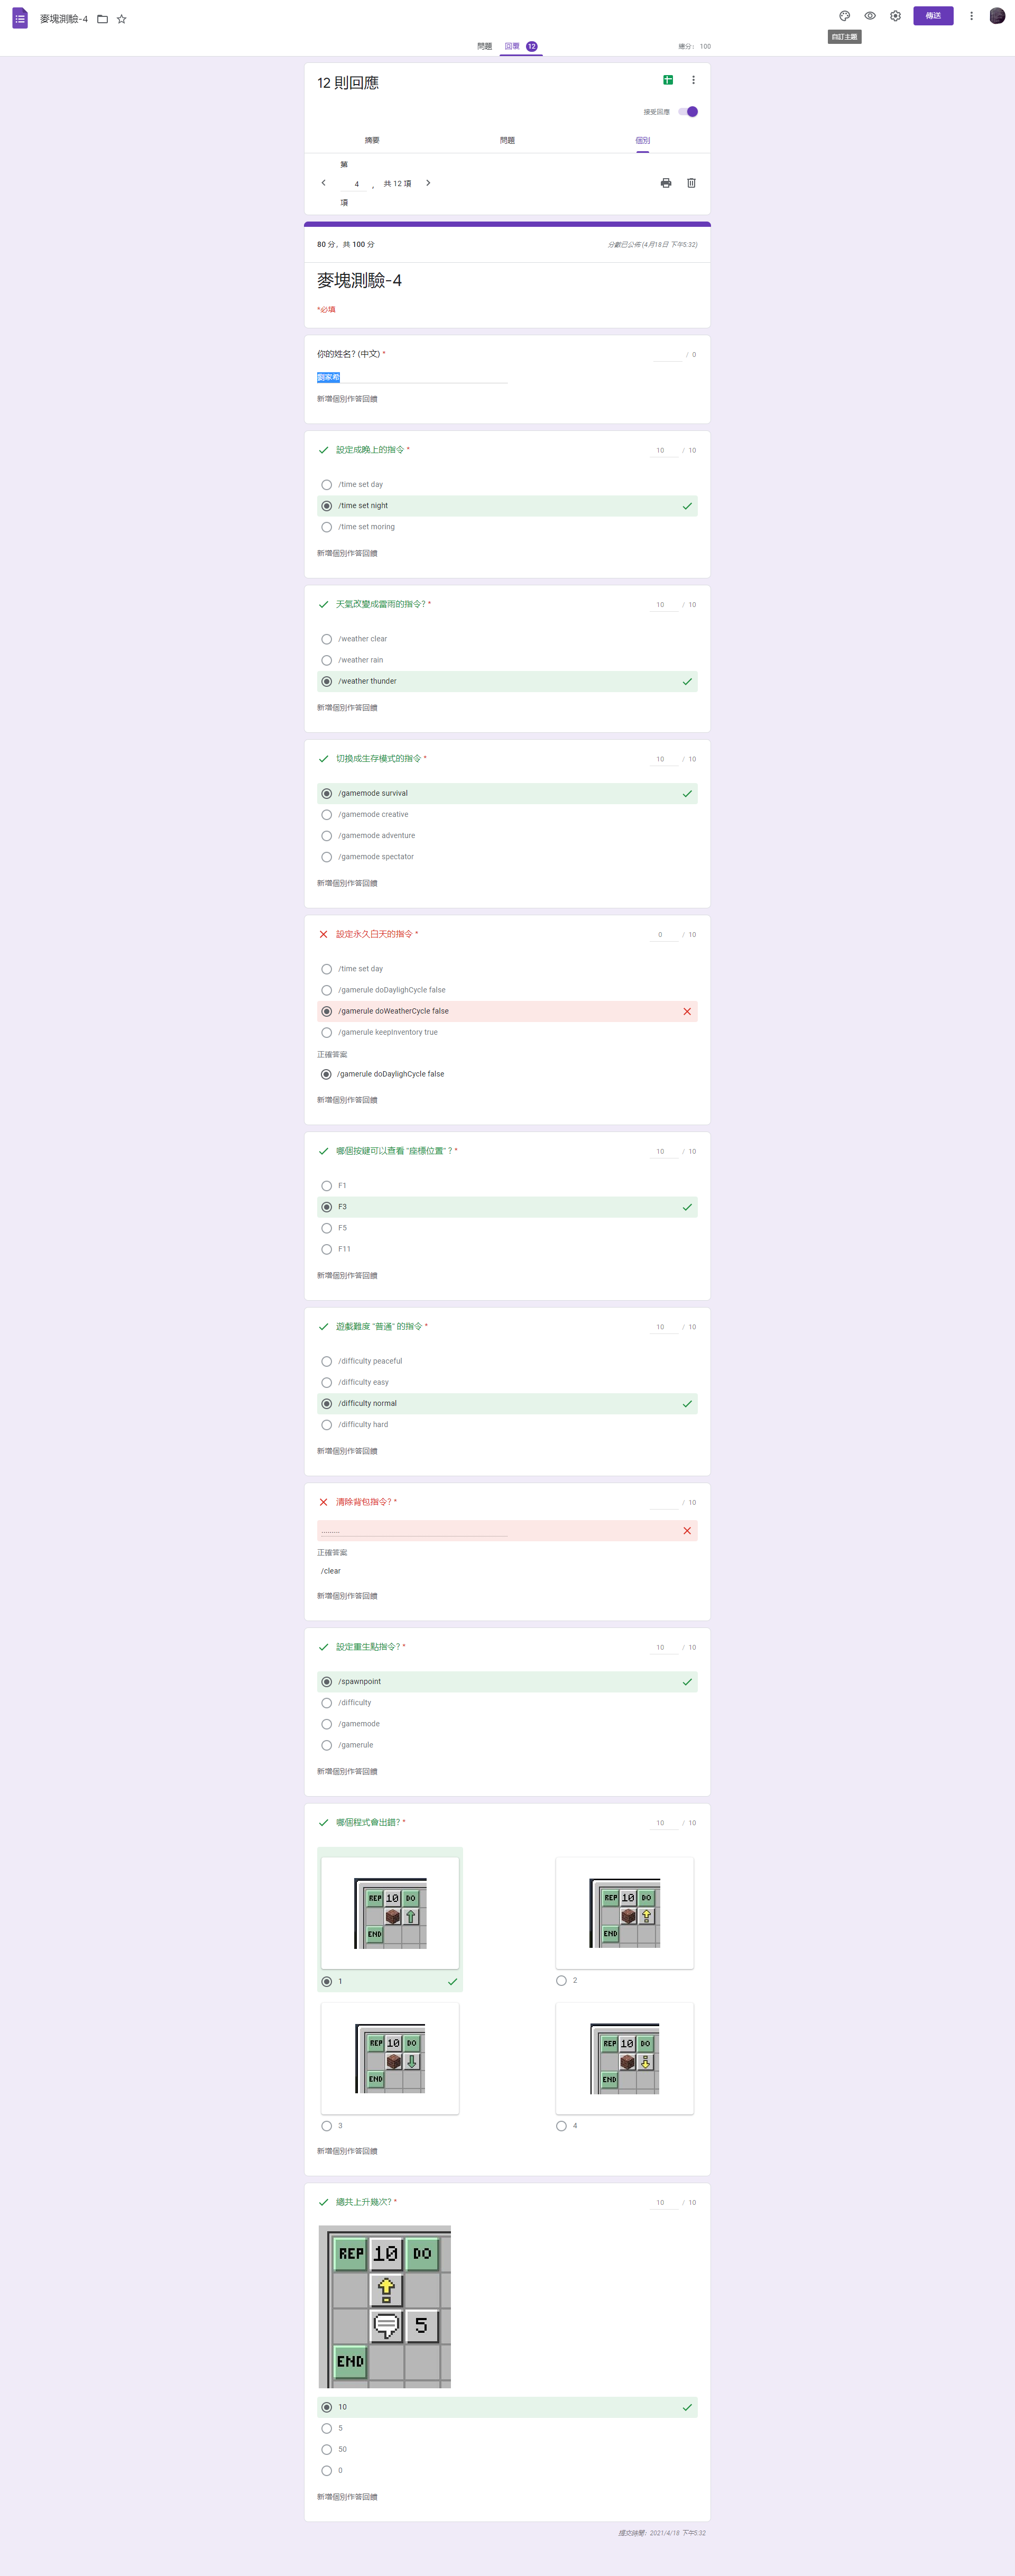 麥塊測驗-4
傳送
自訂主題
問題
回覆 12
總分： 100
12 則回應
接受回應
摘要
問題
個別
第
4 ，共 12 項
項
80 分，共 100 分
分數已公佈 (4月18日 下午5:32)
麥塊測驗-4
*必填
你的姓名? (中文) *
/ 0
新增個別作答回饋
設定成晚上的指令 *
10 / 10
/time set day
/time set night
/time set moring
新增個別作答回饋
天氣改變成雷雨的指令? *
10 / 10
/weather clear
/weather rain
/weather thunder
新增個別作答回饋
切換成生存模式的指令 *
10 / 10
/gamemode survival
/gamemode creative
/gamemode adventure
/gamemode spectator
新增個別作答回饋
設定永久白天的指令 *
0 / 10
/time set day
/gamerule doDaylighCycle false
/gamerule doWeatherCycle false
/gamerule keepInventory true
正確答案
/gamerule doDaylighCycle false
新增個別作答回饋
哪個按鍵可以查看 "座標位置" ? *
10 / 10
F1
F3
F5
F11
新增個別作答回饋
遊戲難度 "普通" 的指令 *
10 / 10
/difficulty peaceful
/difficulty easy
/difficulty normal
/difficulty hard
新增個別作答回饋
清除背包指令? *
/ 10
.........
正確答案
/clear
新增個別作答回饋
設定重生點指令? *
10 / 10
/spawnpoint
/difficulty
/gamemode
/gamerule
新增個別作答回饋
哪個程式會出錯? *
10 / 10
REP 10 DO
END
1
REP 10 DO
END
2
REP 10 DO
END
3
REP 10 DO
END
4
新增個別作答回饋
總共上升幾次? *
10 / 10
REP 10 DO
5
END
10
5
50
0
新增個別作答回饋
提交時間：2021/4/18 下午5:32